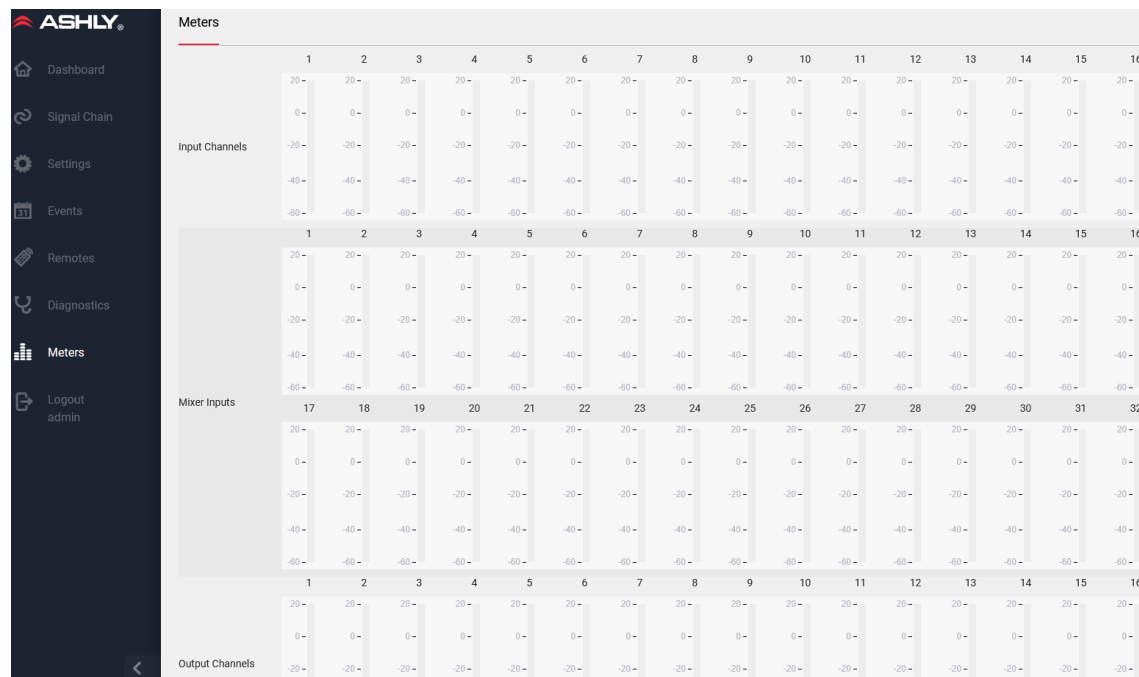 ASHLY®
Meters
Dashboard
Signal Chain
Settings
31
Events
Remotes
Diagnostics
Meters
Logout
admin
1 2 3 4 5 6 7 8 9 10 11 12 13 14 15 16
20 20 20 20 20 20 20 20 20 20 20 20 20 20 20 20
0 0 0 0 0 0 0 0 0 0 0 0 0 0 0 0
Input Channels
-20 -20 -20 -20 -20 -20 -20 -20 -20 -20 -20 -20 -20 -20 -20 -20
-40 -40 -40 -40 -40 -40 -40 -40 -40 -40 -40 -40 -40 -40 -40 -40
-60 -60 -60 -60 -60 -60 -60 -60 -60 -60 -60 -60 -60 -60 -60 -60
1 2 3 4 5 6 7 8 9 10 11 12 13 14 15 16
20 20 20 20 20 20 20 20 20 20 20 20 20 20 20 20
0 0 0 0 0 0 0 0 0 0 0 0 0 0 0 0
-20 -20 -20 -20 -20 -20 -20 -20 -20 -20 -20 -20 -20 -20 -20 -20
-40 -40 -40 -40 -40 -40 -40 -40 -40 -40 -40 -40 -40 -40 -40 -40
-60 -60 -60 -60 -60 -60 -60 -60 -60 -60 -60 -60 -60 -60 -60 -60
Mixer Inputs
17 18 19 20 21 22 23 24 25 26 27 28 29 30 31 32
20 20 20 20 20 20 20 20 20 20 20 20 20 20 20 20
0 0 0 0 0 0 0 0 0 0 0 0 0 0 0 0
-20 -20 -20 -20 -20 -20 -20 -20 -20 -20 -20 -20 -20 -20 -20 -20
-40 -40 -40 -40 -40 -40 -40 -40 -40 -40 -40 -40 -40 -40 -40 -40
-60 -60 -60 -60 -60 -60 -60 -60 -60 -60 -60 -60 -60 -60 -60 -60
1 2 3 4 5 6 7 8 9 10 11 12 13 14 15 16
20 20 20 20 20 20 20 20 20 20 20 20 20 20 20 20
0 0 0 0 0 0 0 0 0 0 0 0 0 0 0 0
Output Channels
-20 -20 -20 -20 -20 -20 -20 -20 -20 -20 -20 -20 -20 -20 -20 -20